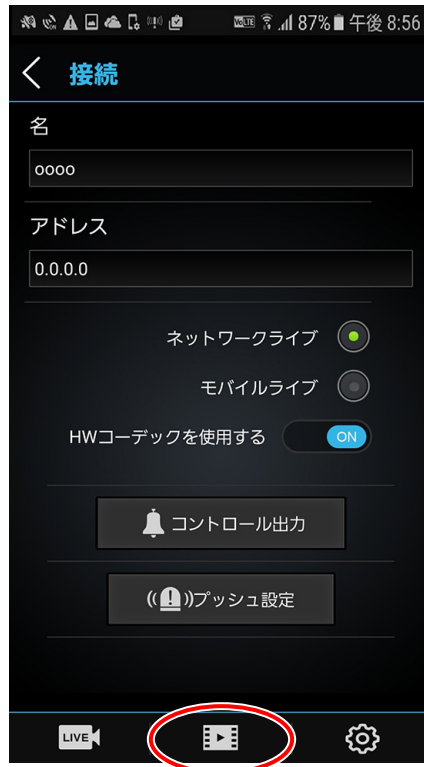 VoLTE 87% 午後 8:56
接続
名
oooo
アドレス
0.0.0.0
ネットワークライブ
モバイルライブ
HWコーデックを使用する ON
コントロール出力
プッシュ設定
LIVE